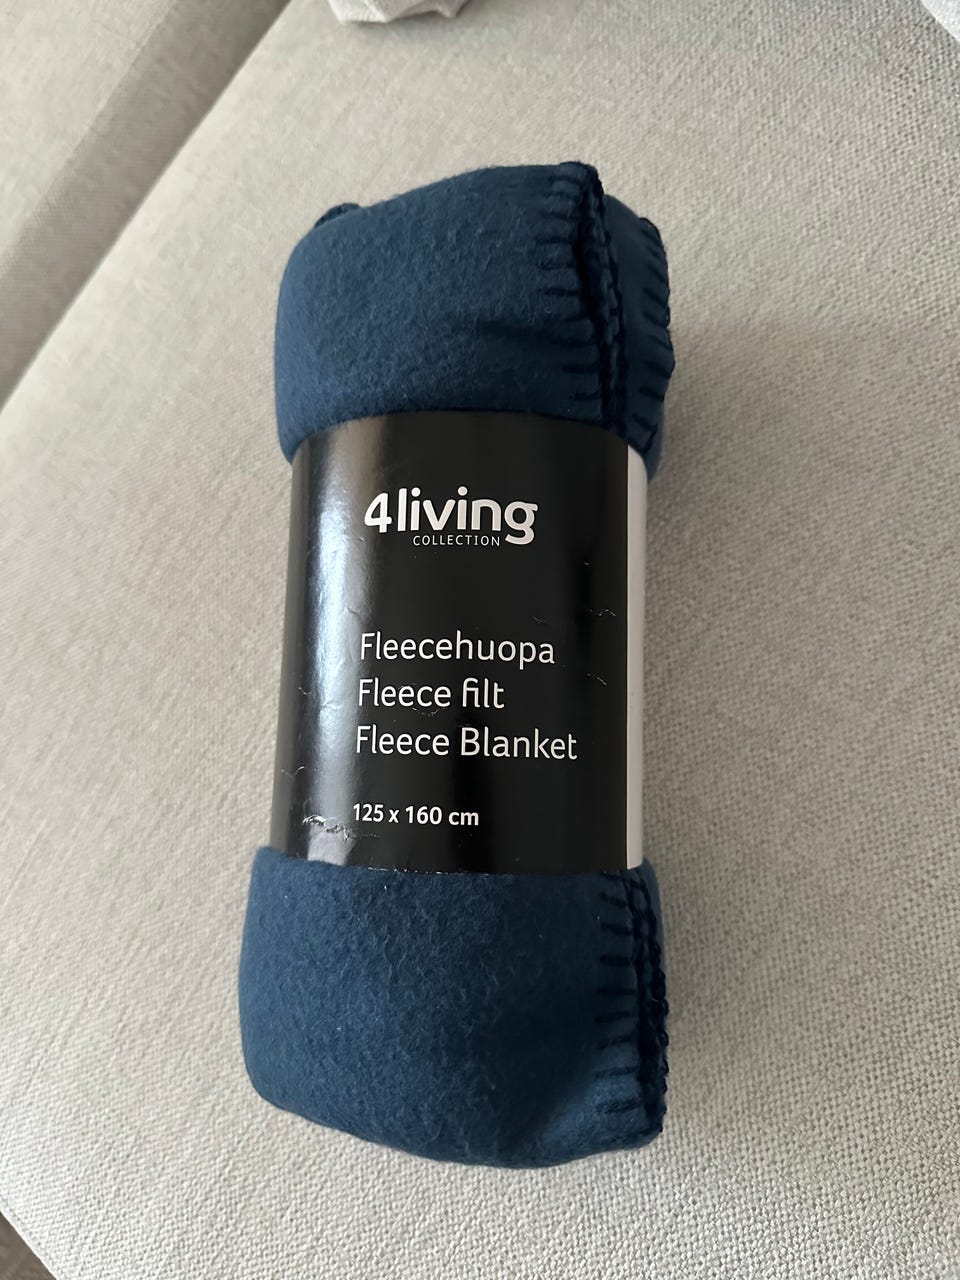 4living
COLLECTION
Fleecehuopa
Fleece filt
Fleece Blanket
125 x 160 cm